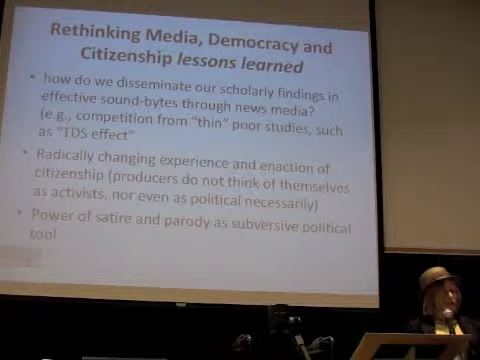 Rethinking Media, Democracy and
Citizenship lessons learned
• how do we disseminate our scholarly findings in
effective sound-bytes through news media?
(e.g., competition from "thin" poor studies, such
as "TDS effect"
• Radically changing experience and enaction of
citizenship (producers do not think of themselves
as activists, nor even as political necessarily)
• Power of satire and parody as subversive political
tool